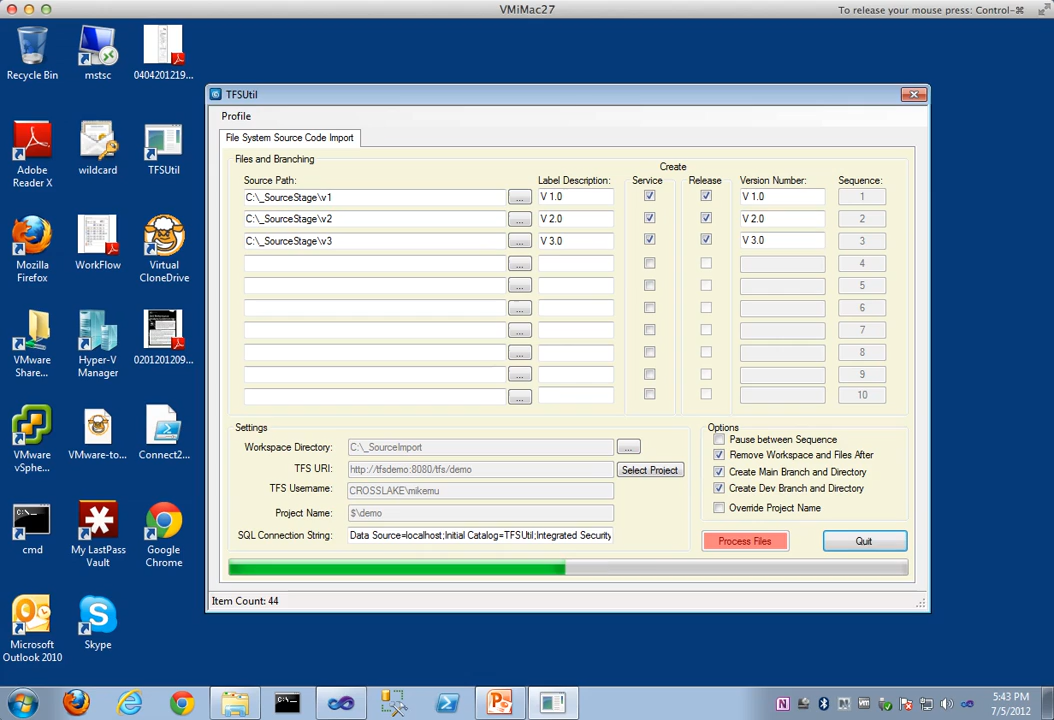 VMiMac27
To release your mouse press: Control-⌘
Recycle Bin
mstsc
0404201219...
Adobe
Reader X
wildcard
TFSUtil
Mozilla
Firefox
WorkFlow
Virtual
CloneDrive
VMware
Share...
Hyper-V
Manager
0201201209...
VMware
vSphe...
VMware-to...
Connect2...
cmd
My LastPass
Vault
Google
Chrome
Microsoft
Outlook 2010
Skype
TFSUtil
Profile
File System Source Code Import
Files and Branching
Create
Source Path:
Label Description:
Service
Release
Version Number:
Sequence:
C:\_SourceStage\v1
...
V 1.0
V 1.0
1
C:\_SourceStage\v2
...
V 2.0
V 2.0
2
C:\_SourceStage\v3
...
V 3.0
V 3.0
3
...
4
...
5
...
6
...
7
...
8
...
9
...
10
Settings
Workspace Directory:
C:\_SourceImport
...
TFS URI:
http://tfsdemo:8080/tfs/demo
Select Project
TFS Username:
CROSSLAKE\mikemu
Project Name:
$\demo
SQL Connection String:
Data Source=localhost;Initial Catalog=TFSUtil;Integrated Security
Options
Pause between Sequence
Remove Workspace and Files After
Create Main Branch and Directory
Create Dev Branch and Directory
Override Project Name
Process Files
Quit
Item Count: 44
5:43 PM
7/5/2012